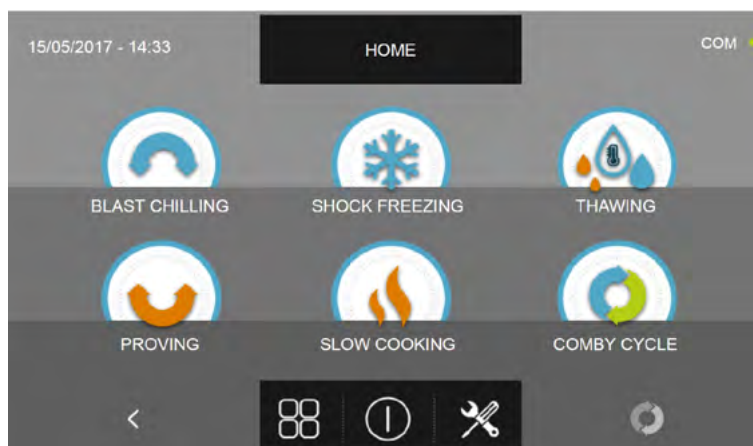 15/05/2017 - 14:33
HOME
COM
BLAST CHILLING
SHOCK FREEZING
THAWING
PROVING
SLOW COOKING
COMBY CYCLE